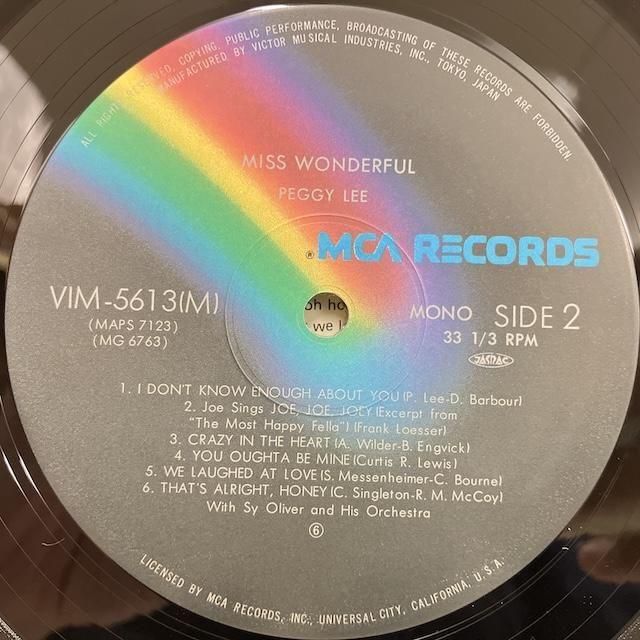 ALL RIGHTS RESERVED. COPYING, PUBLIC PERFORMANCE, BROADCASTING OF THESE RECORDS ARE FORBIDDEN.
MANUFACTURED BY VICTOR MUSICAL INDUSTRIES, INC., TOKYO, JAPAN
MISS WONDERFUL
PEGGY LEE
® MCA RECORDS
VIM-5613(M)
(MAPS 7123)
(MG 6763)
MONO SIDE 2
33 1/3 RPM
JASRAC
oh ho
we l
1. I DON'T KNOW ENOUGH ABOUT YOU(P. Lee-D. Barbour)
2. Joe Sings JOE, JOE, JOEY(Excerpt from
"The Most Happy Fella")(Frank Loesser)
3. CRAZY IN THE HEART(A. Wilder-B. Engvick)
4. YOU OUGHTA BE MINE(Curtis R. Lewis)
5. WE LAUGHED AT LOVE(S. Messenheimer-C. Bourne)
6. THAT'S ALRIGHT, HONEY(C. Singleton-R. M. McCoy)
With Sy Oliver and His Orchestra
⑥
LICENSED BY MCA RECORDS, INC., UNIVERSAL CITY, CALIFORNIA, U.S.A.